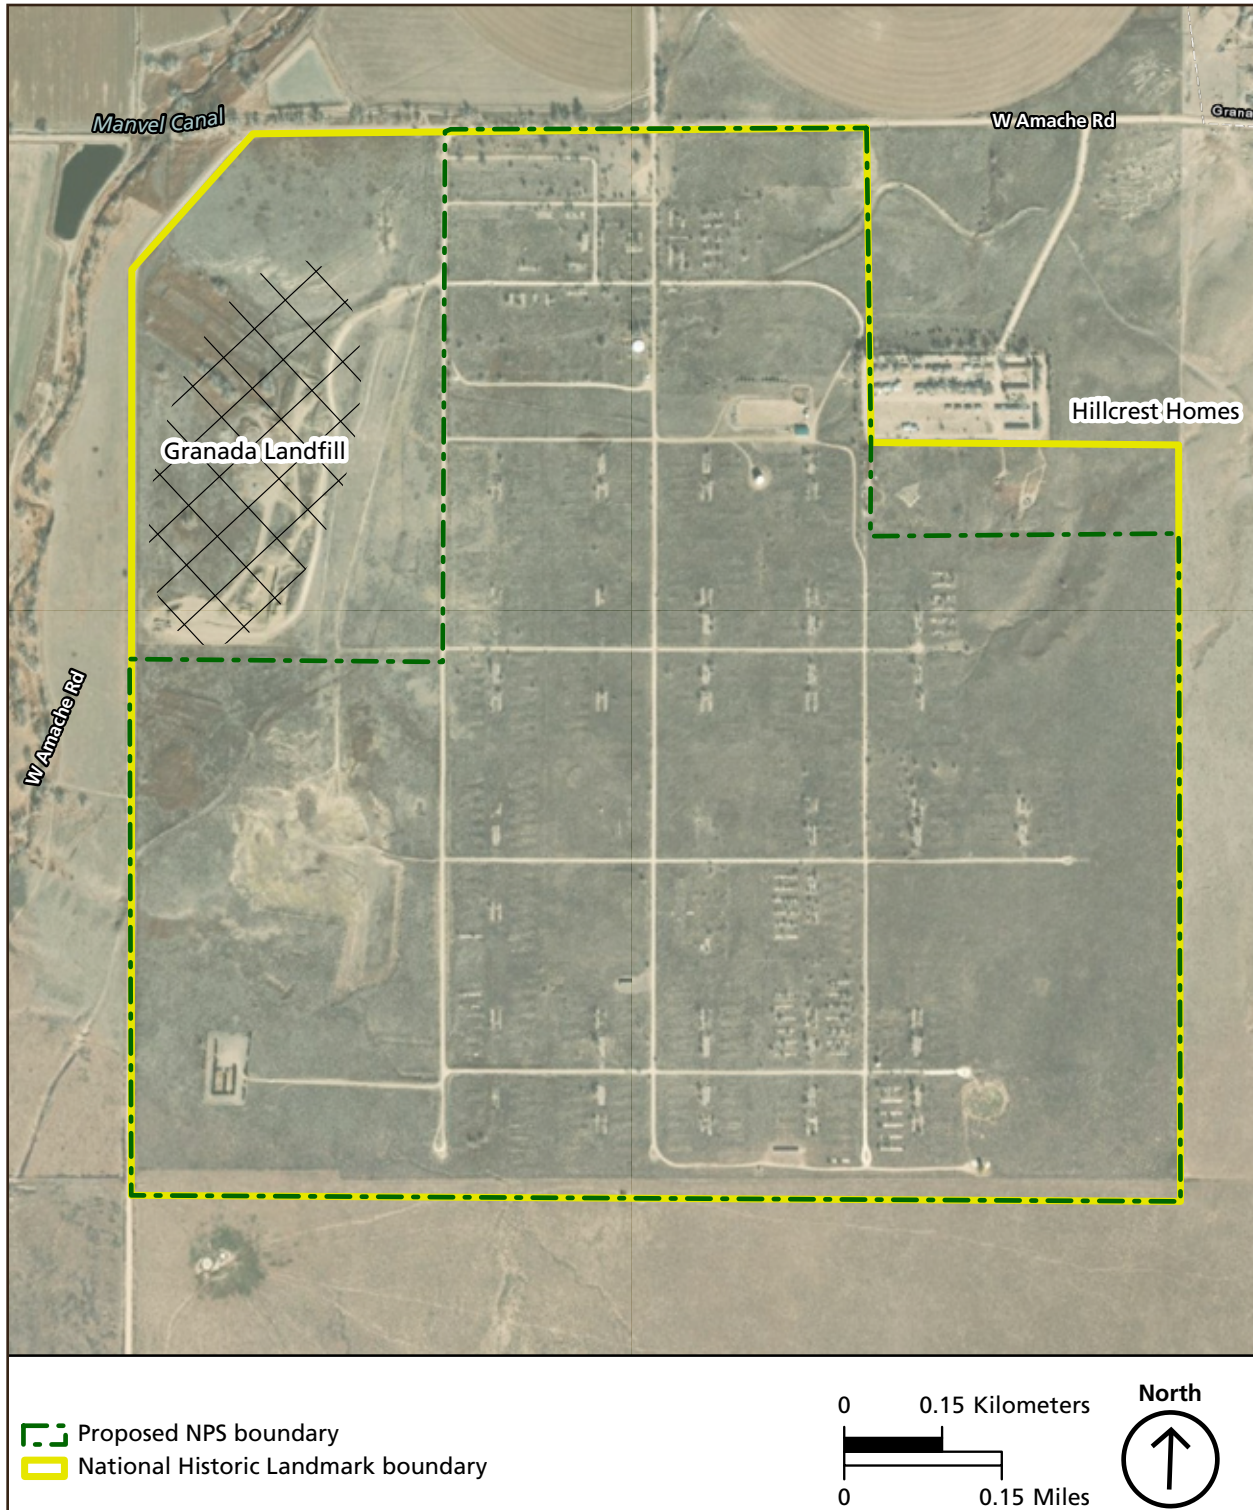 Manvel Canal
W Amache Rd
Grana
Hillcrest Homes
Granada Landfill
W Amache Rd
North
0 0.15 Kilometers
Proposed NPS boundary
National Historic Landmark boundary
0 0.15 Miles